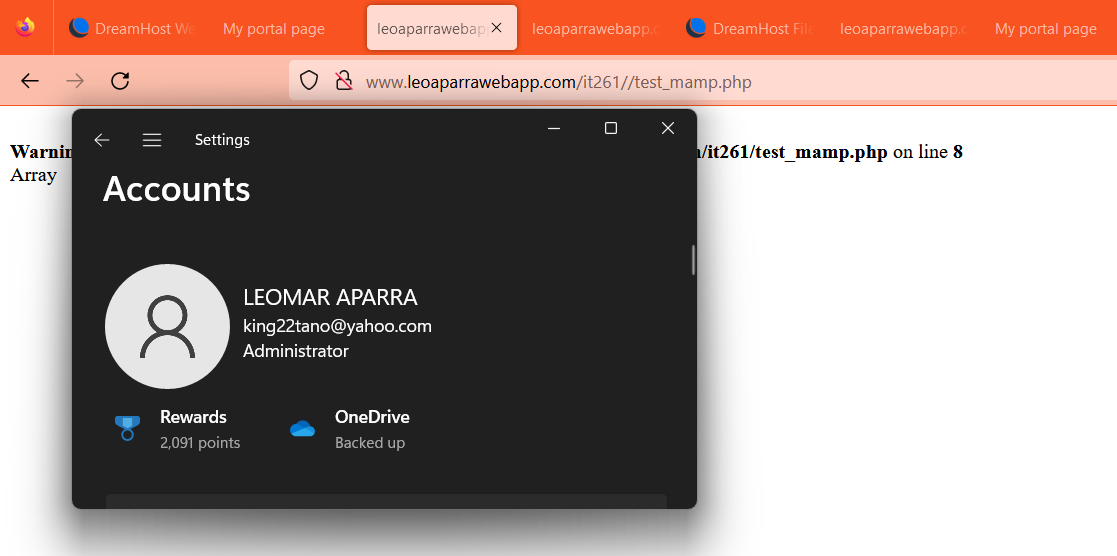 DreamHost We
My portal page
leoaparrawebap
leoaparrawebapp.c
DreamHost File
leoaparrawebapp.c
My portal page
www.leoaparrawebapp.com/it261//test_mamp.php
Settings
/it261/test_mamp.php on line 8
Array
Accounts
LEOMAR APARRA
king22tano@yahoo.com
Administrator
Rewards
OneDrive
2,091 points
Backed up